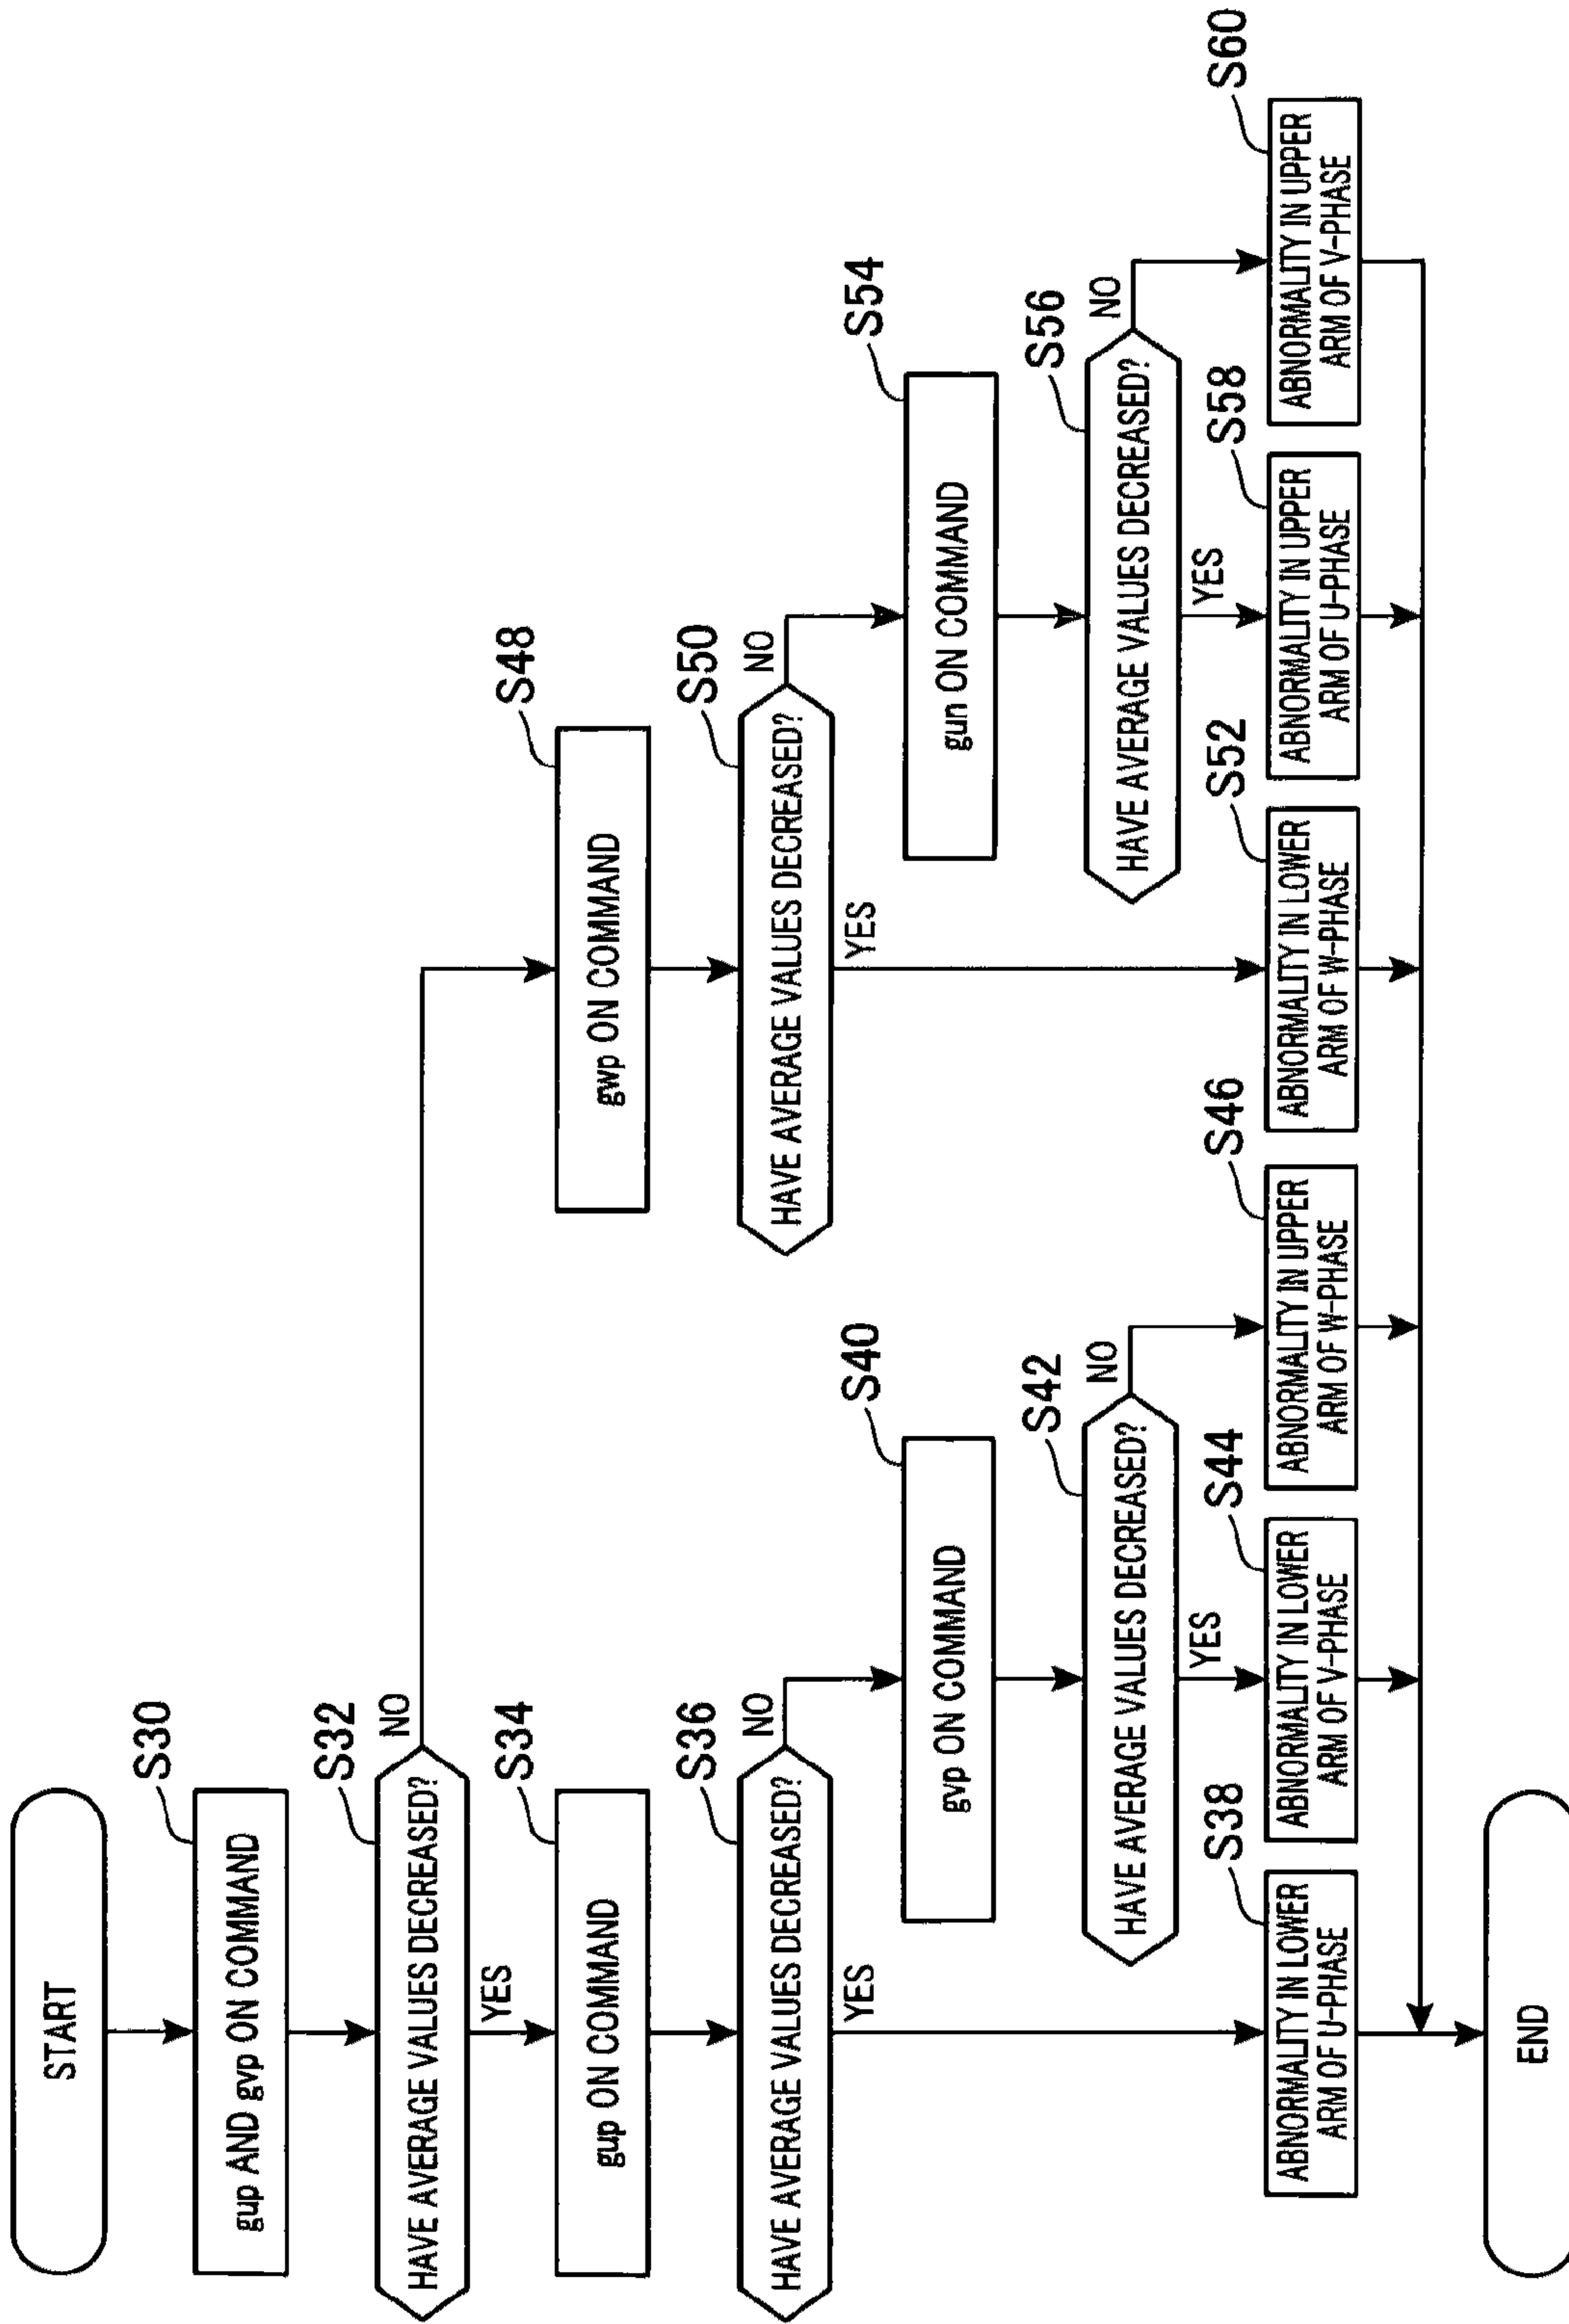 START
S30
gup AND gvp ON COMMAND
S32
HAVE AVERAGE VALUES DECREASED?
NO
YES
S34
gup ON COMMAND
S48
gwp ON COMMAND
S36
HAVE AVERAGE VALUES DECREASED?
NO
YES
S50
HAVE AVERAGE VALUES DECREASED?
NO
YES
S40
gvp ON COMMAND
S54
gun ON COMMAND
S42
HAVE AVERAGE VALUES DECREASED?
NO
YES
S56
HAVE AVERAGE VALUES DECREASED?
NO
YES
S38
ABNORMALITY IN LOWER
ARM OF U-PHASE
S44
ABNORMALITY IN LOWER
ARM OF V-PHASE
S46
ABNORMALITY IN UPPER
ARM OF W-PHASE
S52
ABNORMALITY IN LOWER
ARM OF W-PHASE
S58
ABNORMALITY IN UPPER
ARM OF U-PHASE
S60
ABNORMALITY IN UPPER
ARM OF V-PHASE
END